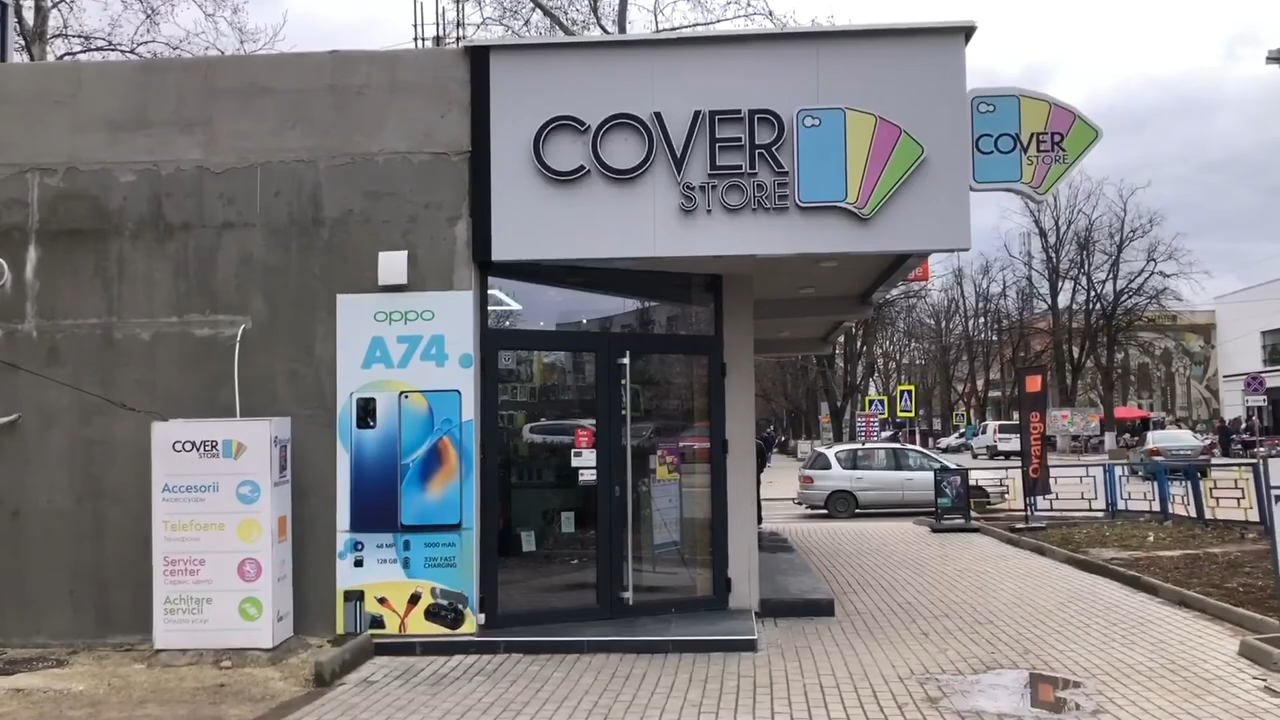 COVER
STORE
COVER
STORE
oppo
A74
48 MP
5000 mAh
128 GB
33W FAST
CHARGING
COVER
STORE
Accesorii
Аксессуары
Telefoane
Телефоны
Service
center
Сервис центр
Achitare
servicii
Оплата услуг
Orange